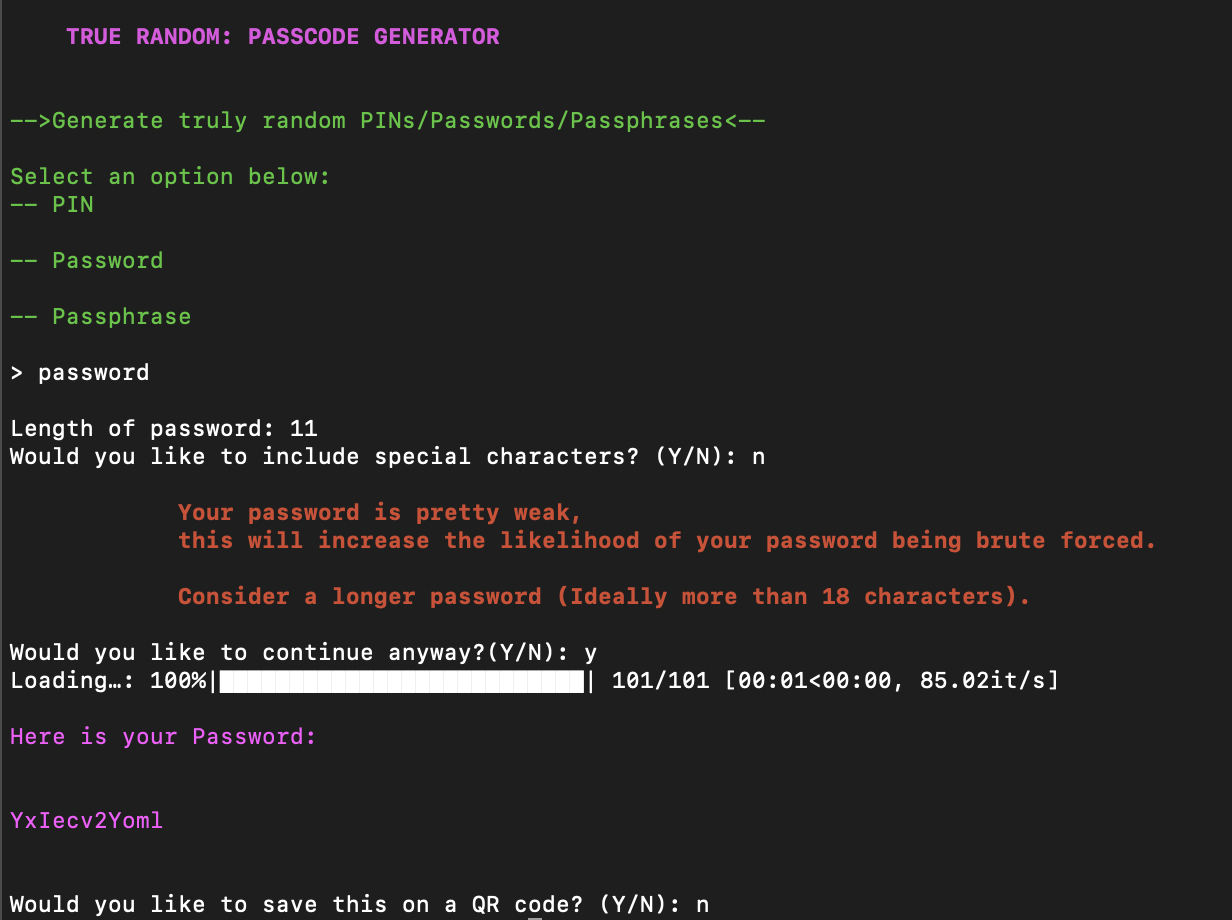 TRUE RANDOM: PASSCODE GENERATOR
-->Generate truly random PINs/Passwords/Passphrases<--
Select an option below:
-- PIN
-- Password
-- Passphrase
> password
Length of password: 11
Would you like to include special characters? (Y/N): n
Your password is pretty weak,
this will increase the likelihood of your password being brute forced.
Consider a longer password (Ideally more than 18 characters).
Would you like to continue anyway?(Y/N): y
Loading…: 100%|██████████████████████████| 101/101 [00:01<00:00, 85.02it/s]
Here is your Password:
YxIecv2Yoml
Would you like to save this on a QR code? (Y/N): n